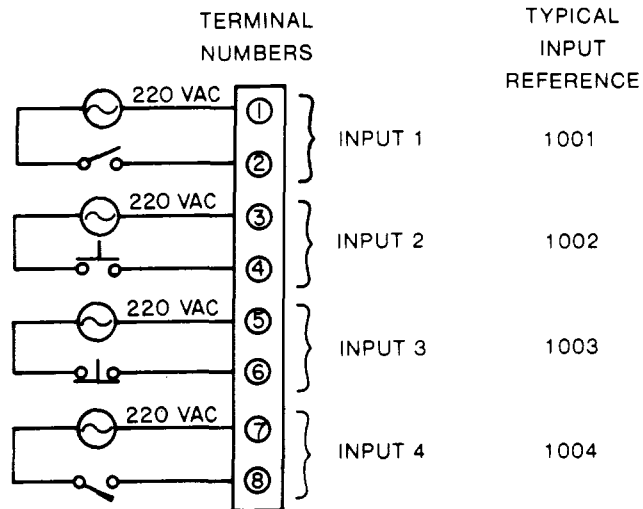 TERMINAL NUMBERS
TYPICAL INPUT REFERENCE
220 VAC
1
2
INPUT 1
1001
220 VAC
3
4
INPUT 2
1002
220 VAC
5
6
INPUT 3
1003
220 VAC
7
8
INPUT 4
1004